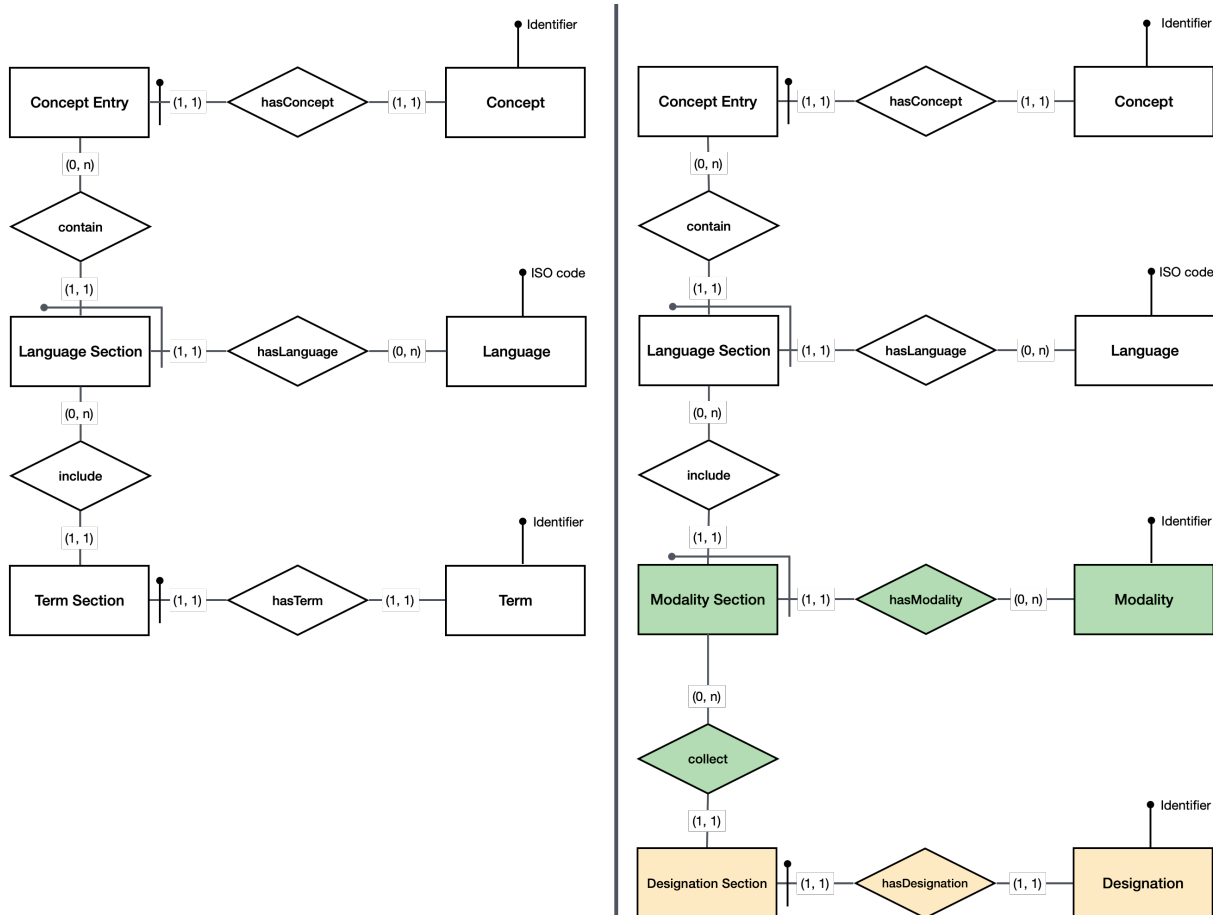 Identifier
Concept Entry
(1, 1)
hasConcept
(1, 1)
Concept
(0, n)
contain
(1, 1)
ISO code
Language Section
(1, 1)
hasLanguage
(0, n)
Language
(0, n)
include
(1, 1)
Identifier
Term Section
(1, 1)
hasTerm
(1, 1)
Term
Identifier
Concept Entry
(1, 1)
hasConcept
(1, 1)
Concept
(0, n)
contain
(1, 1)
ISO code
Language Section
(1, 1)
hasLanguage
(0, n)
Language
(0, n)
include
(1, 1)
Identifier
Modality Section
(1, 1)
hasModality
(0, n)
Modality
(0, n)
collect
(1, 1)
Identifier
Designation Section
(1, 1)
hasDesignation
(1, 1)
Designation